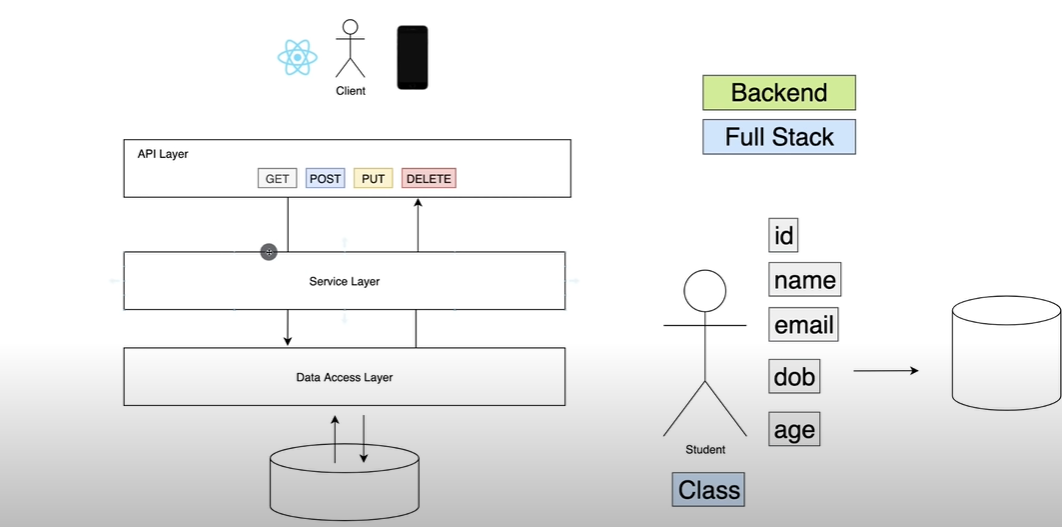 Client
API Layer
GET POST PUT DELETE
Service Layer
Data Access Layer
Backend
Full Stack
id
name
email
dob
age
Student
Class